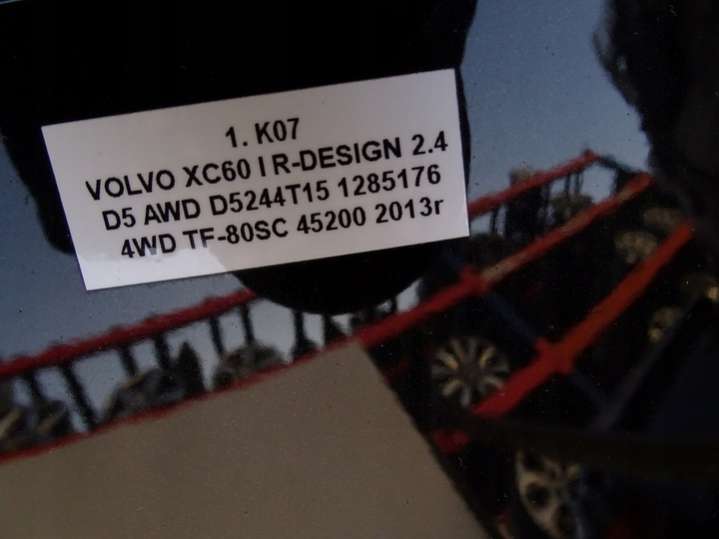 1. K07
VOLVO XC60 I R-DESIGN 2.4
D5 AWD D5244T15 1285176
4WD TF-80SC 45200 2013r